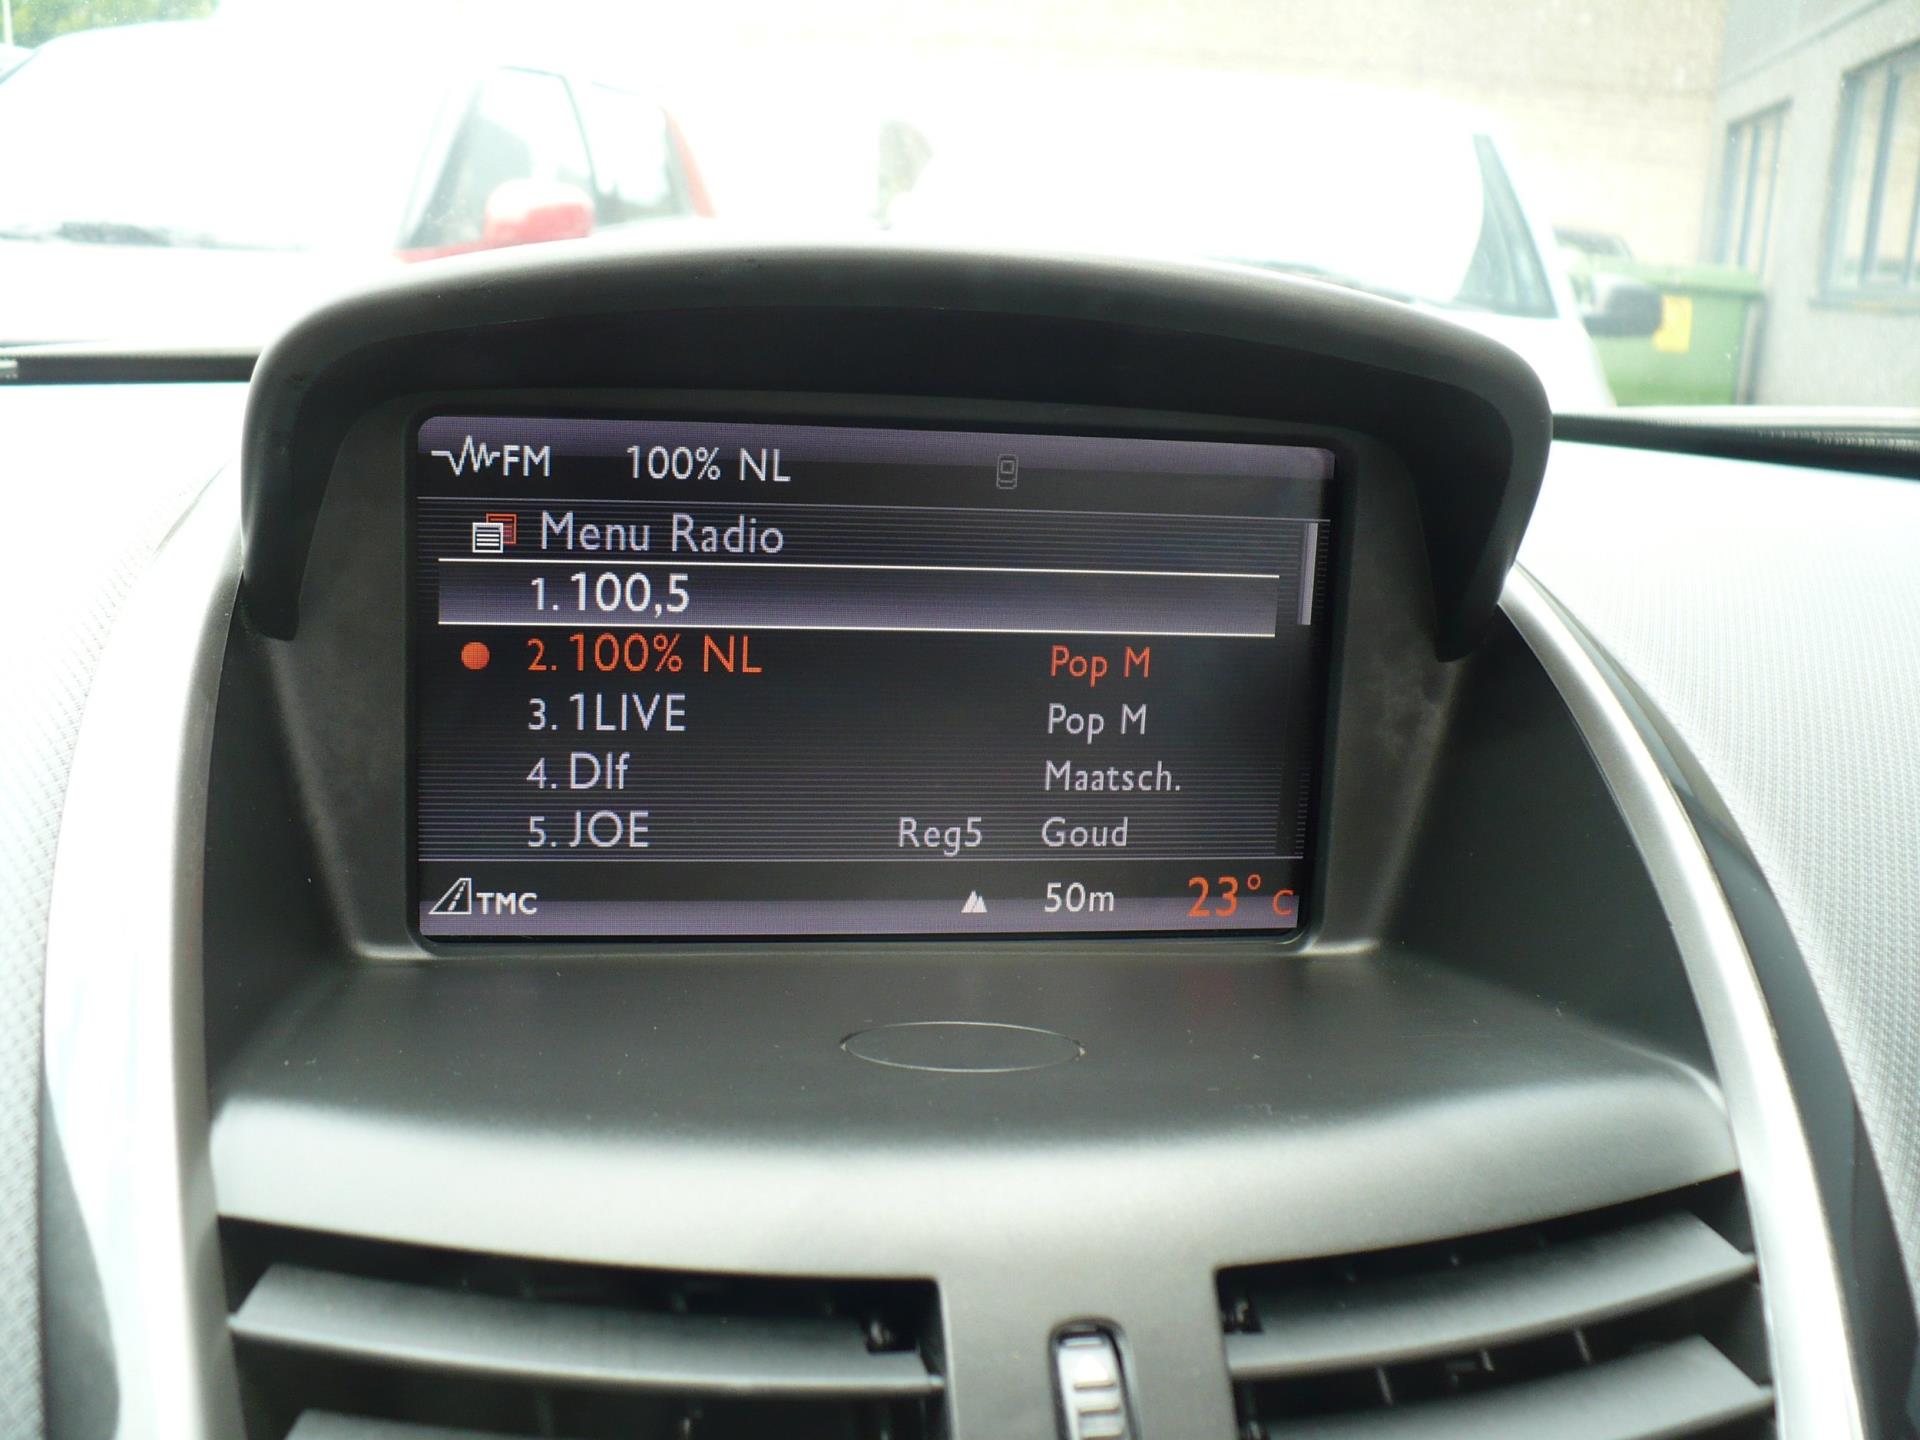 FM 100% NL
Menu Radio
1. 100,5
2. 100% NL Pop M
3. 1LIVE Pop M
4. Dlf Maatsch.
5. JOE Reg5 Goud
TMC 50m 23° C